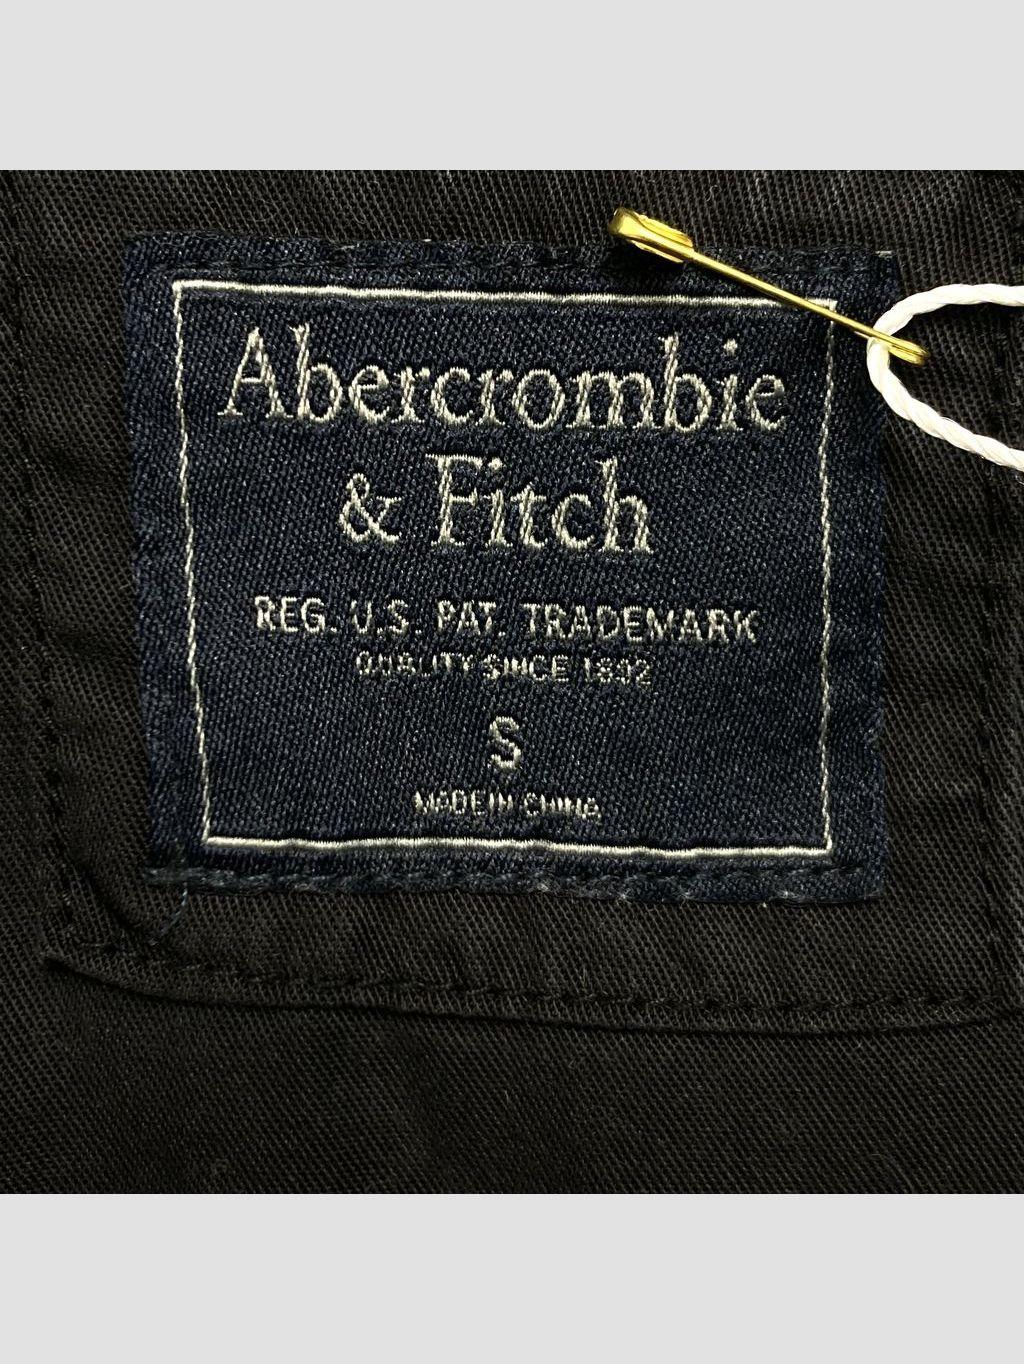 Abercrombie
& Fitch
REG. U.S. PAT. TRADEMARK
QUALITY SINCE 1892
S
MADE IN CHINA